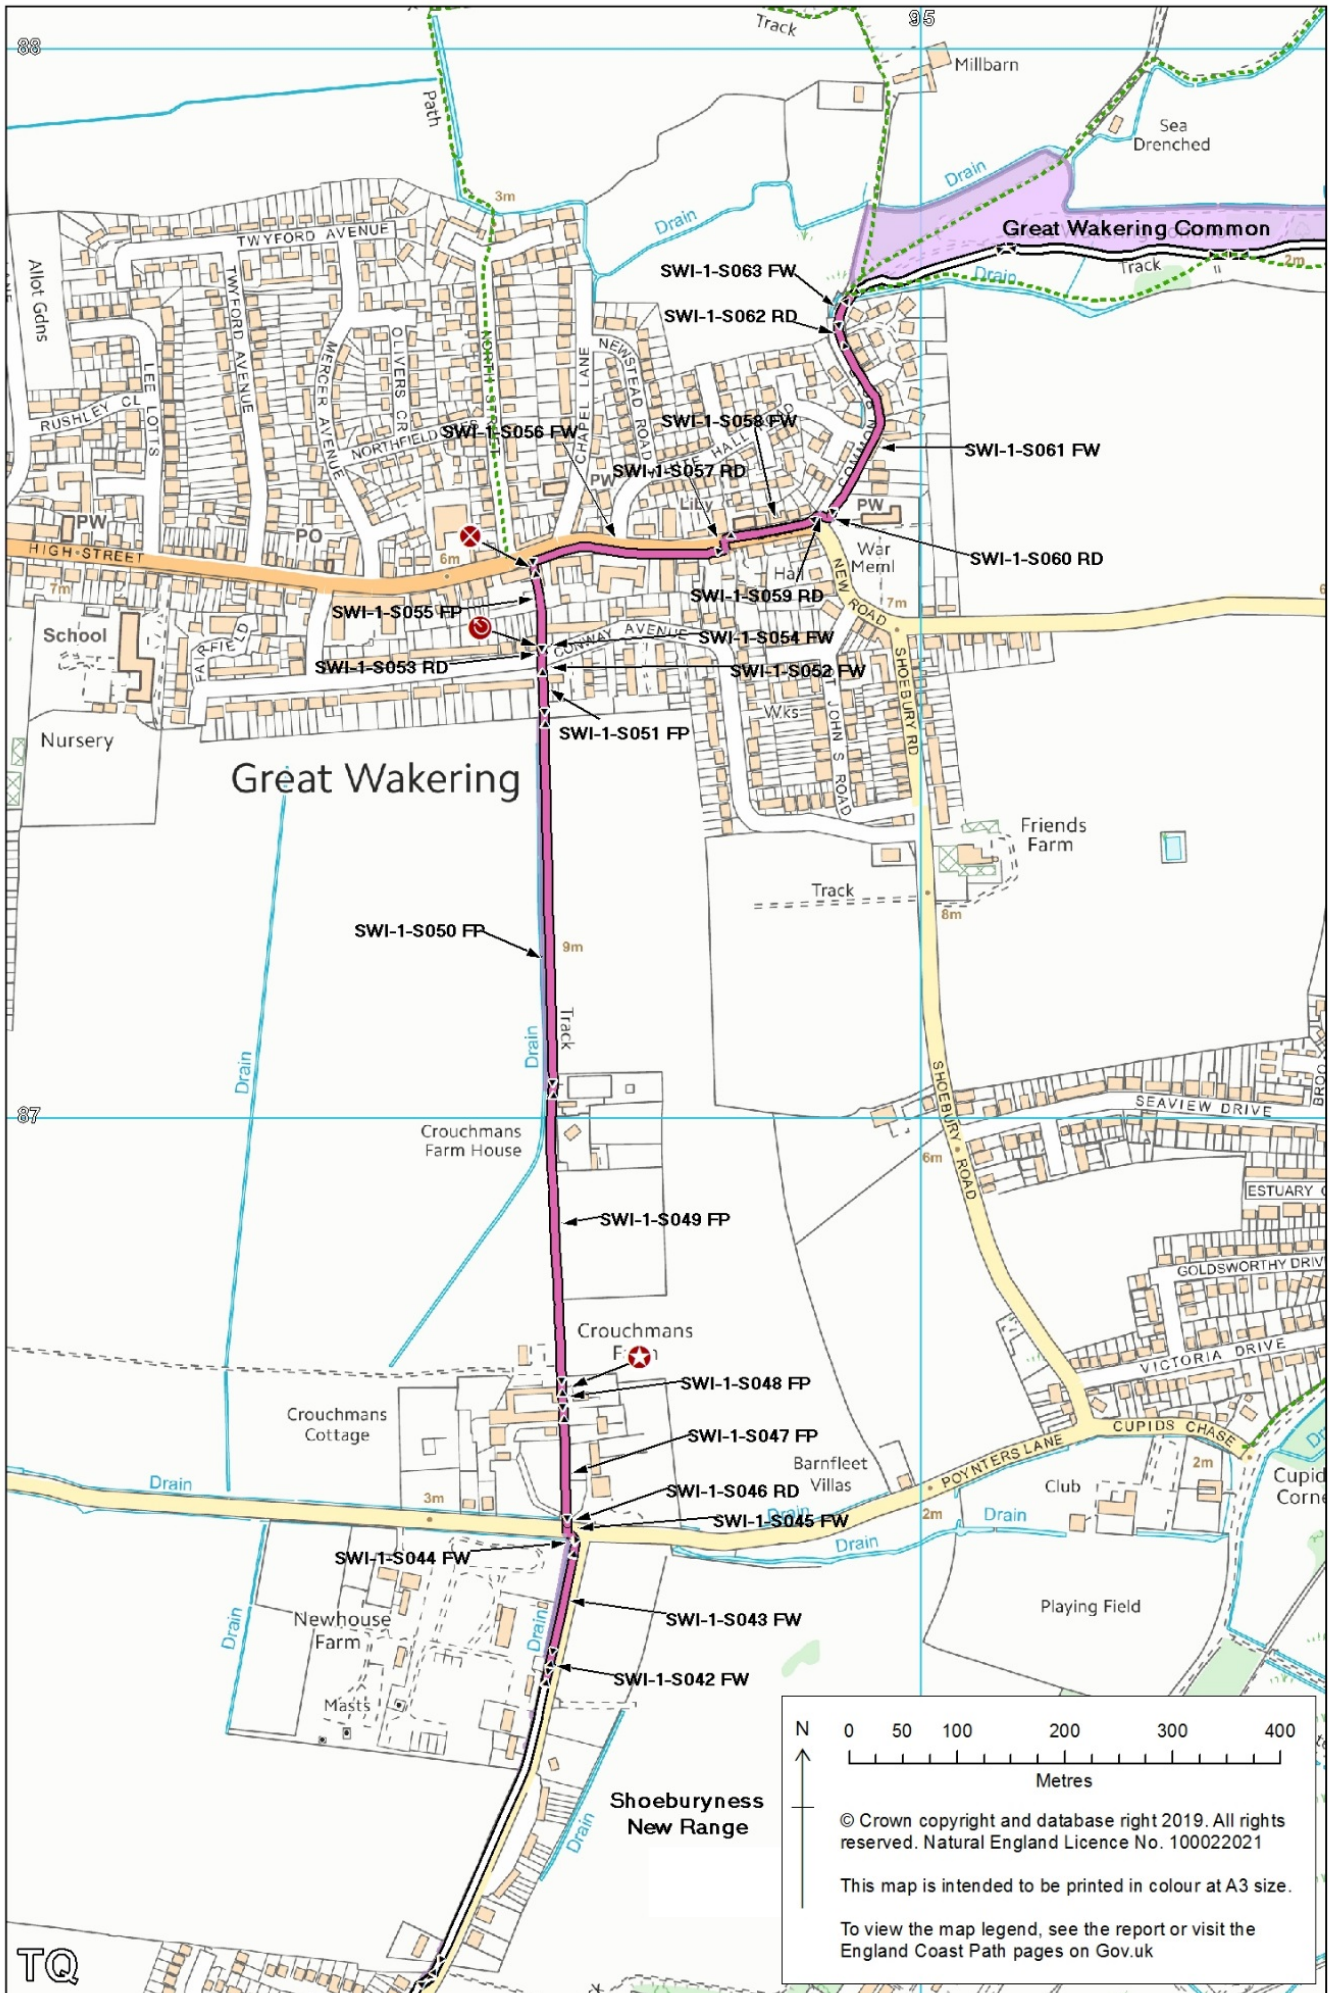 88
95
Track
Millbarn
Path
Sea
Drenched
Drain
3m
Drain
Great Wakering Common
TWYFORD AVENUE
Allot Gdns
SWI-1-S063 FW
Drain
Track
2m
SWI-1-S062 RD
TWYFORD AVENUE
MERCER AVENUE
OLIVERS CR
NORTH STREET
CHAPEL LANE
NEWSTEAD ROAD
LEE LOTTS
RUSHLEY CL
NORTHFIELD
SWI-1-S056 FW
SWI-1-S058 FW
HALL ROAD
COMMON
SWI-1-S061 FW
SWI-1-S057 RD
PW
Liby
PW
PW
PO
HIGH STREET
6m
War
Meml
SWI-1-S060 RD
Hall
7m
SWI-1-S059 RD
NEW ROAD
7m
SWI-1-S055 FP
School
FAIRFIELD
CONWAY AVENUE
SWI-1-S054 FW
SWI-1-S053 RD
SWI-1-S052 FW
SHOEBURY RD
ST JOHN S ROAD
Wks
Nursery
SWI-1-S051 FP
Great Wakering
Friends
Farm
Track
8m
SWI-1-S050 FP
9m
Track
Drain
Drain
SHOEBURY ROAD
SEAVIEW DRIVE
87
Crouchmans
Farm House
6m
ESTUARY
SWI-1-S049 FP
GOLDSWORTHY DRIV
Crouchmans
VICTORIA DRIVE
SWI-1-S048 FP
Crouchmans
Cottage
SWI-1-S047 FP
CUPIDS CHASE
POYNTERS LANE
Barnfleet
Villas
2m
Drain
3m
SWI-1-S046 RD
Club
Cupid
Corne
Drain
SWI-1-S045 FW
2m
Drain
Drain
SWI-1-S044 FW
Newhouse
Farm
Drain
Drain
SWI-1-S043 FW
Playing Field
SWI-1-S042 FW
Masts
Drain
Shoeburyness
New Range
N
0 50 100 200 300 400
Metres
© Crown copyright and database right 2019. All rights
reserved. Natural England Licence No. 100022021
This map is intended to be printed in colour at A3 size.
To view the map legend, see the report or visit the
England Coast Path pages on Gov.uk
TQ